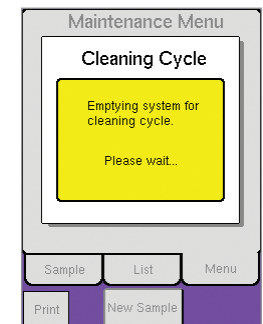 Maintenance Menu
Cleaning Cycle
Emptying system for
cleaning cycle.
Please wait...
Sample
List
Menu
Print
New Sample